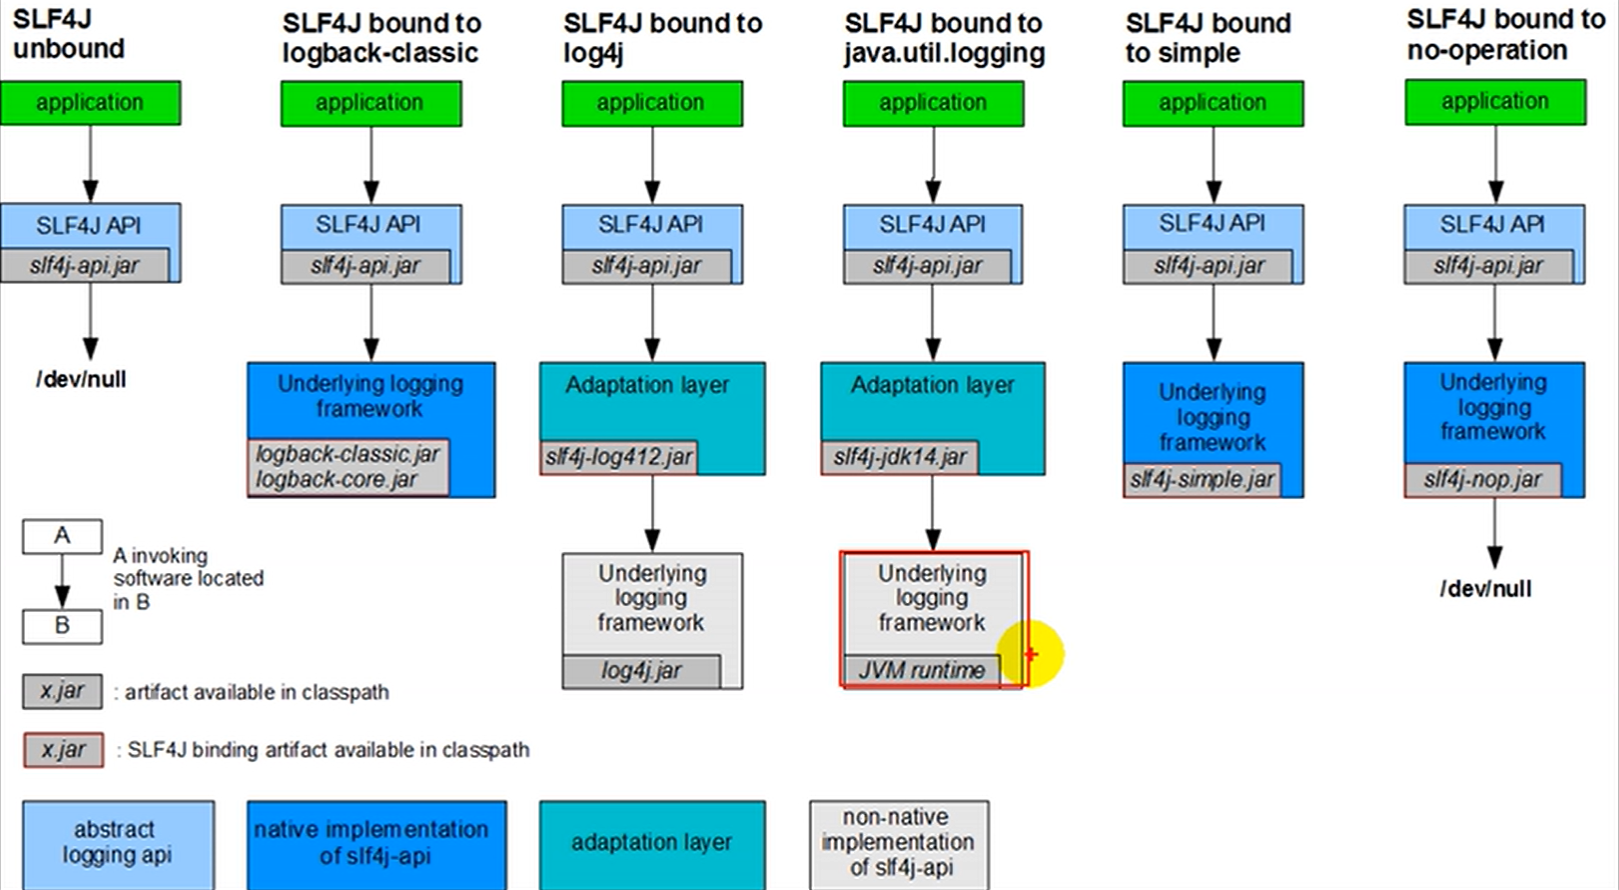 SLF4J
unbound
SLF4J bound to
logback-classic
SLF4J bound to
log4j
SLF4J bound to
java.util.logging
SLF4J bound
to simple
SLF4J bound to
no-operation
application
application
application
application
application
application
SLF4J API
slf4j-api.jar
SLF4J API
slf4j-api.jar
SLF4J API
slf4j-api.jar
SLF4J API
slf4j-api.jar
SLF4J API
slf4j-api.jar
SLF4J API
slf4j-api.jar
/dev/null
Underlying logging
framework
logback-classic.jar
logback-core.jar
Adaptation layer
slf4j-log412.jar
Adaptation layer
slf4j-jdk14.jar
Underlying
logging
framework
slf4j-simple.jar
Underlying
logging
framework
slf4j-nop.jar
A
B
A invoking
software located
in B
Underlying
logging
framework
log4j.jar
Underlying
logging
framework
JVM runtime
/dev/null
x.jar
: artifact available in classpath
x.jar
: SLF4J binding artifact available in classpath
abstract
logging api
native implementation
of slf4j-api
adaptation layer
non-native
implementation
of slf4j-api